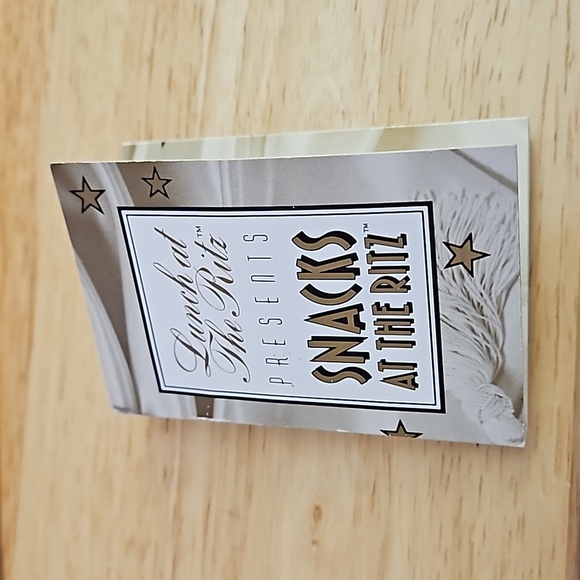 Lunch at
The Ritz™
PRESENTS
SNACKS
AT THE RITZ™